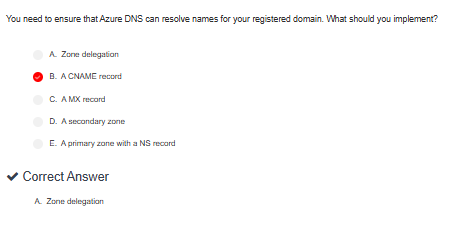 You need to ensure that Azure DNS can resolve names for your registered domain. What should you implement?
A. Zone delegation
B. A CNAME record
C. A MX record
D. A secondary zone
E. A primary zone with a NS record
Correct Answer
A. Zone delegation